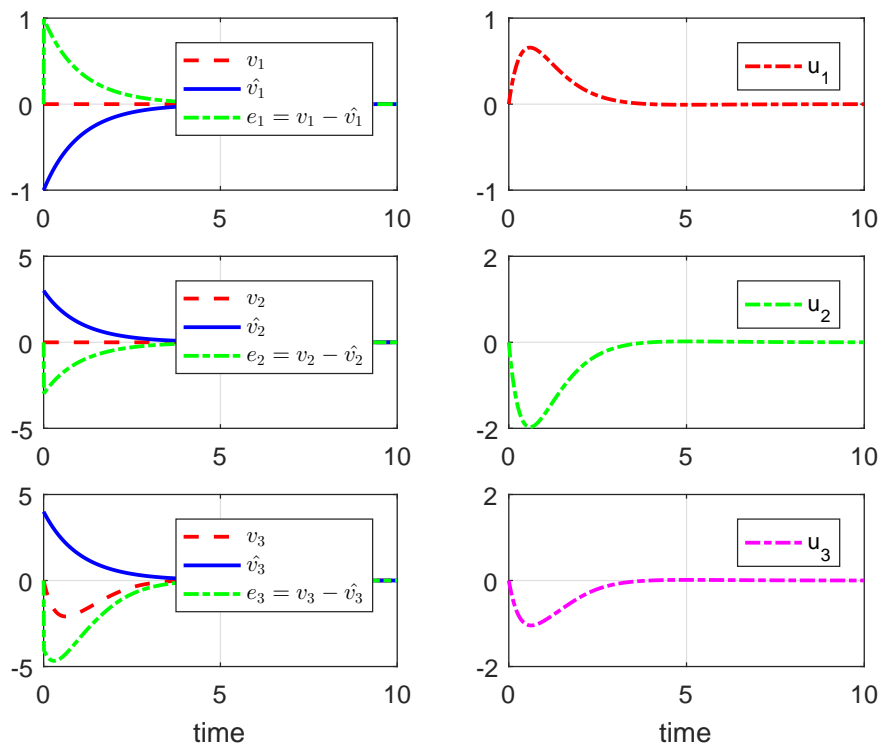 1
0
-1
0
5
10
v₁
v̂₁
e₁ = v₁ − v̂₁
1
0
-1
0
5
10
u₁
5
0
-5
0
5
10
v₂
v̂₂
e₂ = v₂ − v̂₂
2
0
-2
0
5
10
u₂
5
0
-5
0
5
10
v₃
v̂₃
e₃ = v₃ − v̂₃
time
2
0
-2
0
5
10
u₃
time